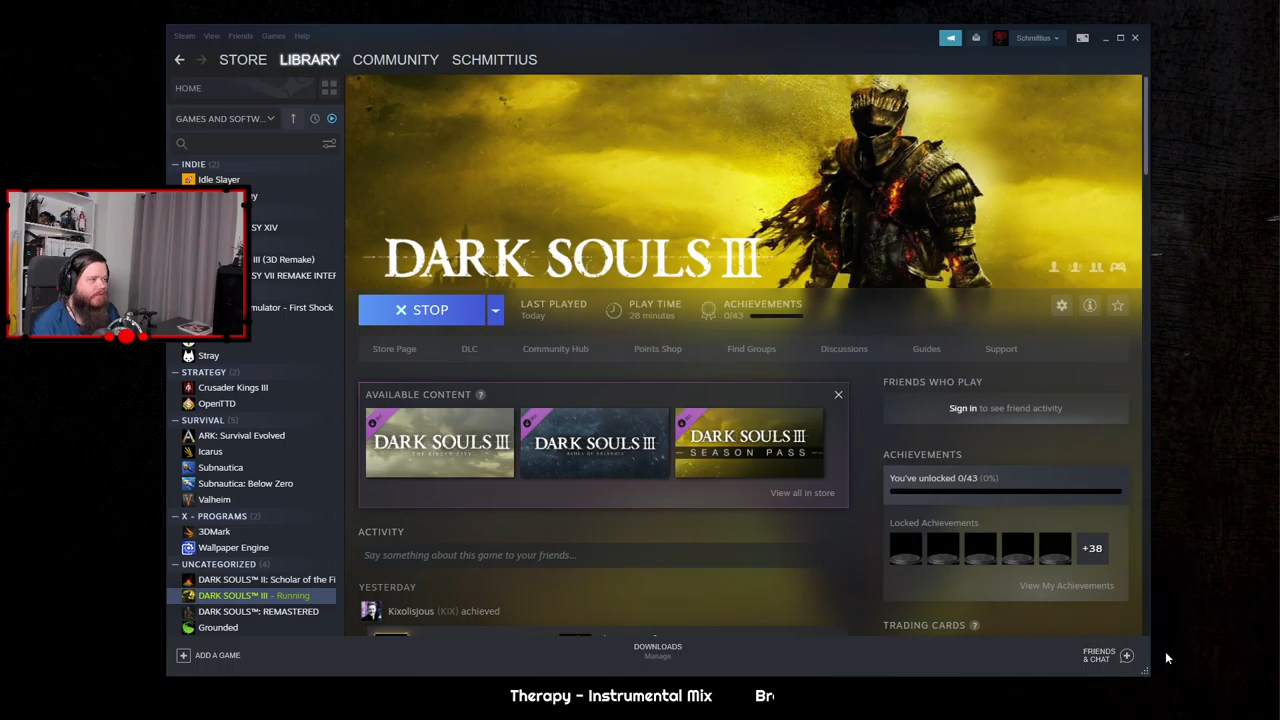 Steam View Friends Games Help
Schmittius
STORE LIBRARY COMMUNITY SCHMITTIUS
HOME
GAMES AND SOFTW...
INDIE (2)
Idle Slayer
SY XIV
III (3D Remake)
SY VII REMAKE INTER
mulator - First Shock
Stray
STRATEGY (2)
Crusader Kings III
OpenTTD
SURVIVAL (5)
ARK: Survival Evolved
Icarus
Subnautica
Subnautica: Below Zero
Valheim
X - PROGRAMS (2)
3DMark
Wallpaper Engine
UNCATEGORIZED (4)
DARK SOULS™ II: Scholar of the Fi
DARK SOULS™ III - Running
DARK SOULS™: REMASTERED
Grounded
DARK SOULS III
STOP
LAST PLAYED
Today
PLAY TIME
28 minutes
ACHIEVEMENTS
0/43
Store Page DLC Community Hub Points Shop Find Groups Discussions Guides Support
AVAILABLE CONTENT ?
DARK SOULS III
THE RINGED CITY
DARK SOULS III
ASHES OF ARIANDEL
DARK SOULS III
SEASON PASS
View all in store
ACTIVITY
Say something about this game to your friends...
YESTERDAY
Kixolisjous (KIX) achieved
FRIENDS WHO PLAY
Sign in to see friend activity
ACHIEVEMENTS
You've unlocked 0/43 (0%)
Locked Achievements
+38
View My Achievements
TRADING CARDS ?
ADD A GAME
DOWNLOADS
Manage
FRIENDS
& CHAT
Therapy - Instrumental Mix